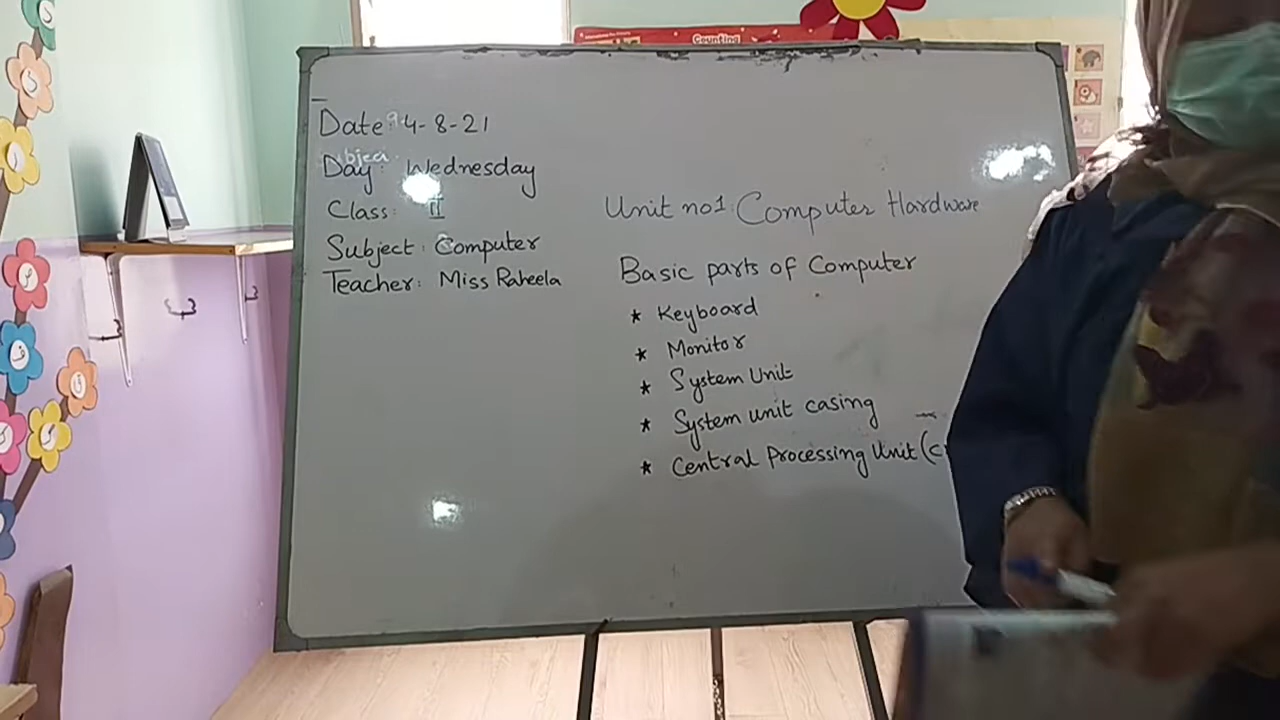 Counting
Date: 4-8-21
Day: Wednesday
Class: II
Subject: Computer
Teacher: Miss Raheela
Unit no1: Computer Hardware
Basic parts of Computer
* Keyboard
* Monitor
* System Unit
* System unit casing
* Central Processing Unit (C